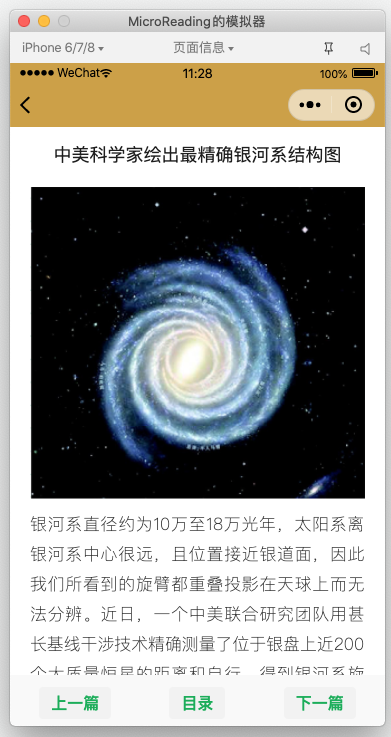 MicroReading的模拟器
iPhone 6/7/8
页面信息
WeChat
11:28
100%
中美科学家绘出最精确银河系结构图
银河系直径约为10万至18万光年，太阳系离
银河系中心很远，且位置接近银道面，因此
我们所看到的旋臂都重叠投影在天球上而无
法分辨。近日，一个中美联合研究团队用甚
长基线干涉技术精确测量了位于银盘上近200
个大质量恒星的距离和自行，得到银河系旋
上一篇
目录
下一篇